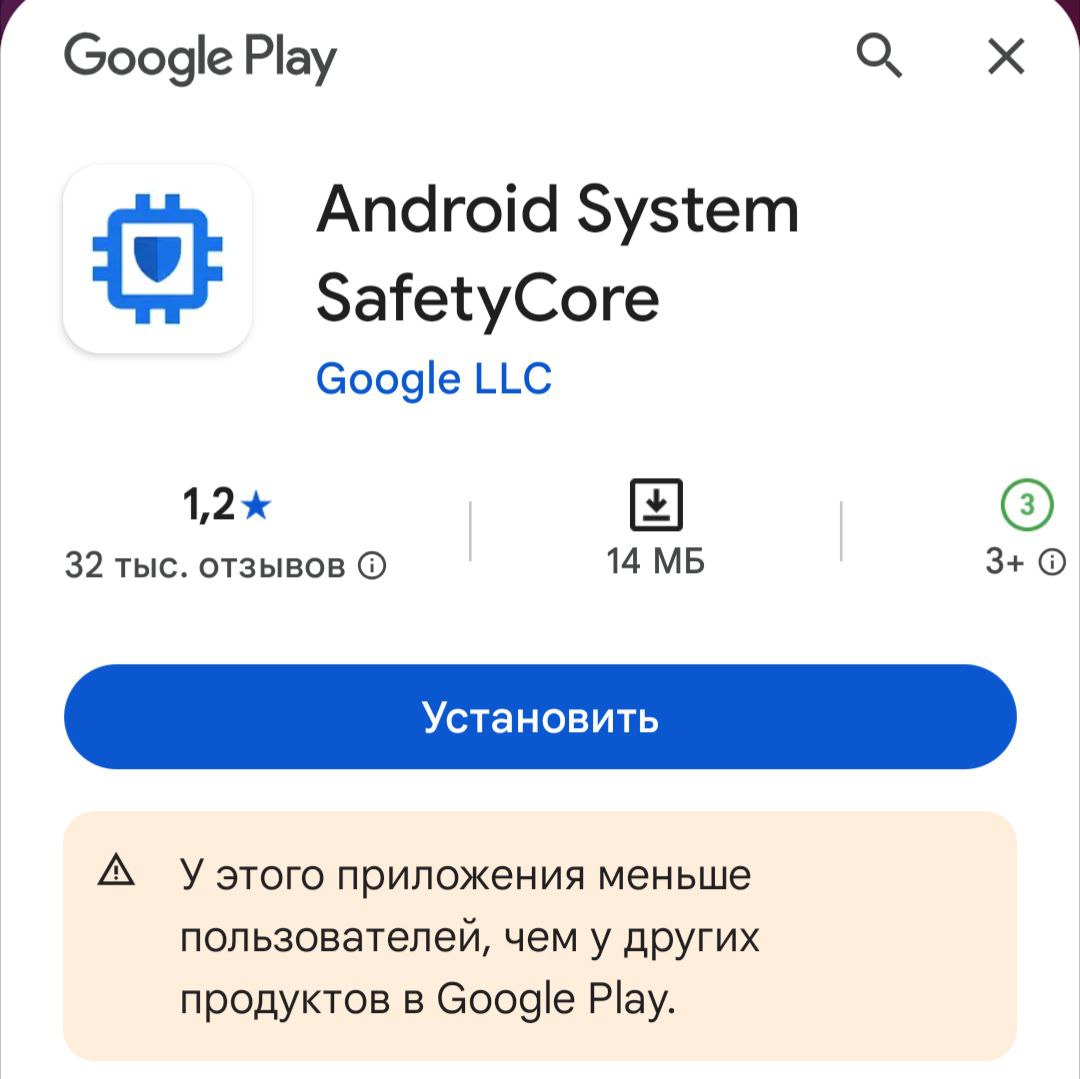 Google Play
Android System
SafetyCore
Google LLC
1,2★
32 тыс. отзывов
14 МБ
3
3+
Установить
У этого приложения меньше
пользователей, чем у других
продуктов в Google Play.